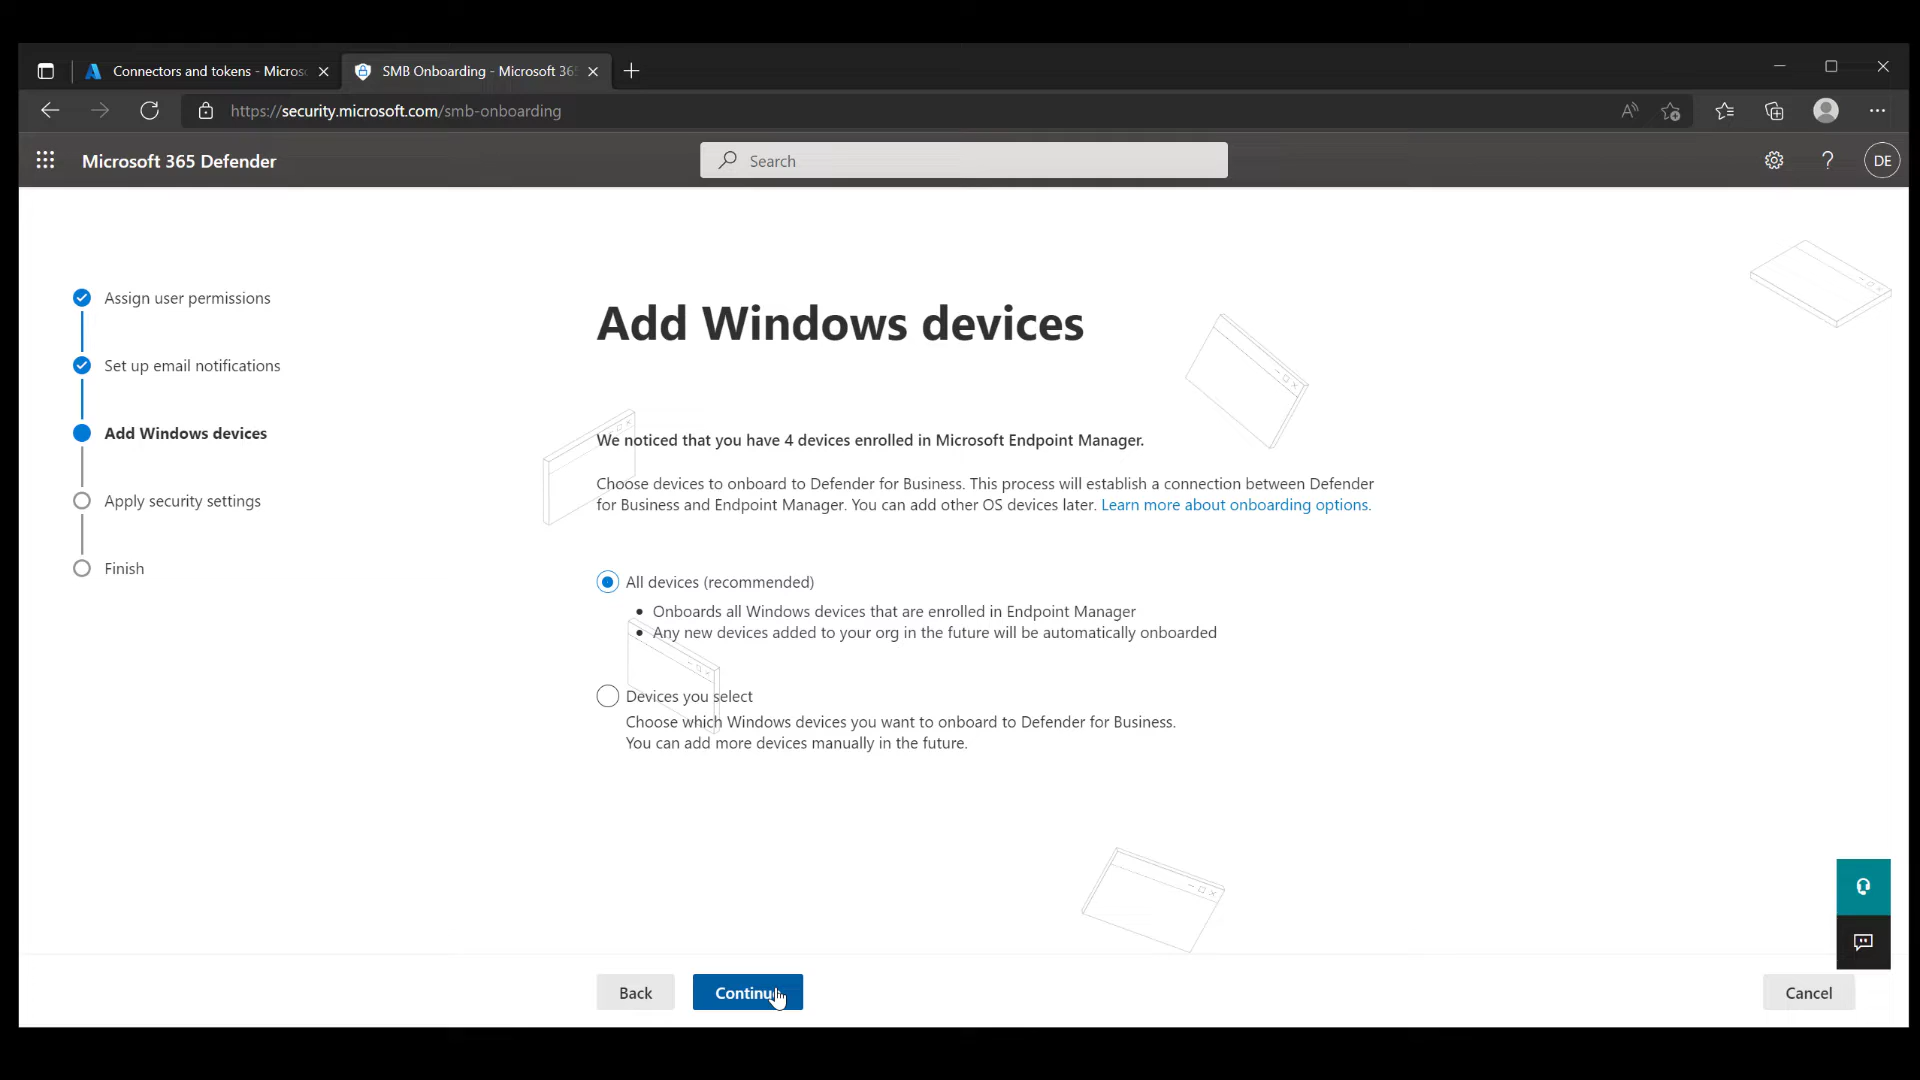 Connectors and tokens - Micros
SMB Onboarding - Microsoft 36
https://security.microsoft.com/smb-onboarding
Microsoft 365 Defender
Search
DE
Assign user permissions
Set up email notifications
Add Windows devices
Apply security settings
Finish
Add Windows devices
We noticed that you have 4 devices enrolled in Microsoft Endpoint Manager.
Choose devices to onboard to Defender for Business. This process will establish a connection between Defender
for Business and Endpoint Manager. You can add other OS devices later. Learn more about onboarding options.
All devices (recommended)
• Onboards all Windows devices that are enrolled in Endpoint Manager
• Any new devices added to your org in the future will be automatically onboarded
Devices you select
Choose which Windows devices you want to onboard to Defender for Business.
You can add more devices manually in the future.
Back
Continue
Cancel